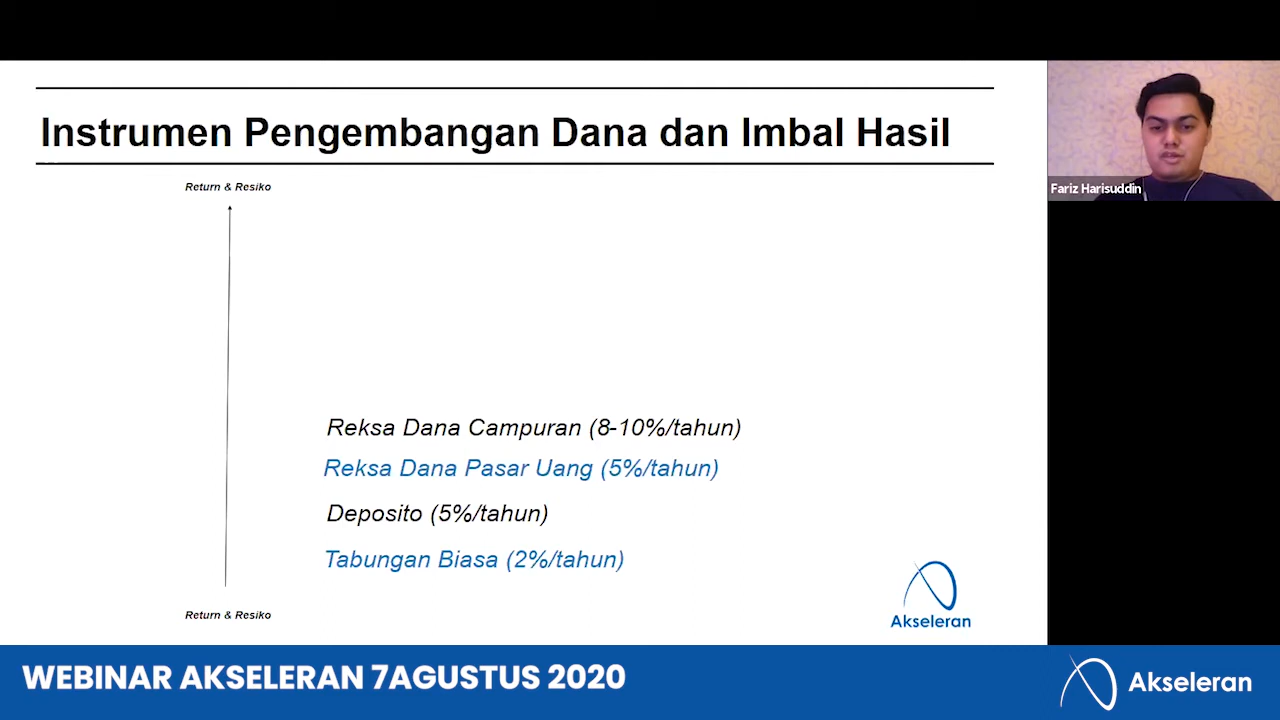 Instrumen Pengembangan Dana dan Imbal Hasil
Return & Resiko
Reksa Dana Campuran (8-10%/tahun)
Reksa Dana Pasar Uang (5%/tahun)
Deposito (5%/tahun)
Tabungan Biasa (2%/tahun)
Return & Resiko
Akseleran
Fariz Harisuddin
WEBINAR AKSELERAN 7AGUSTUS 2020
Akseleran